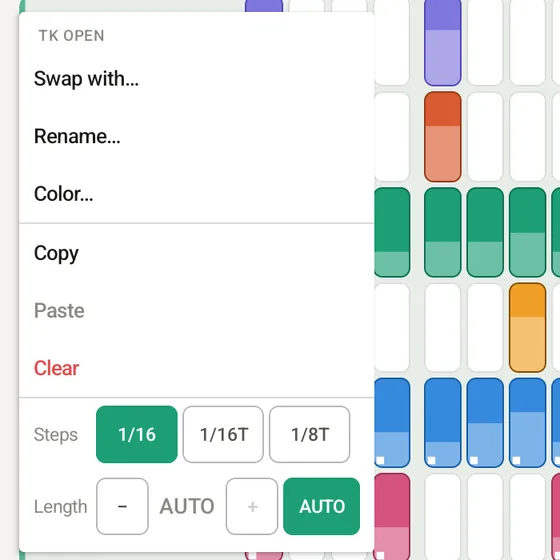 TK OPEN
Swap with...
Rename...
Color...
Copy
Paste
Clear
Steps 1/16 1/16T 1/8T
Length - AUTO + AUTO